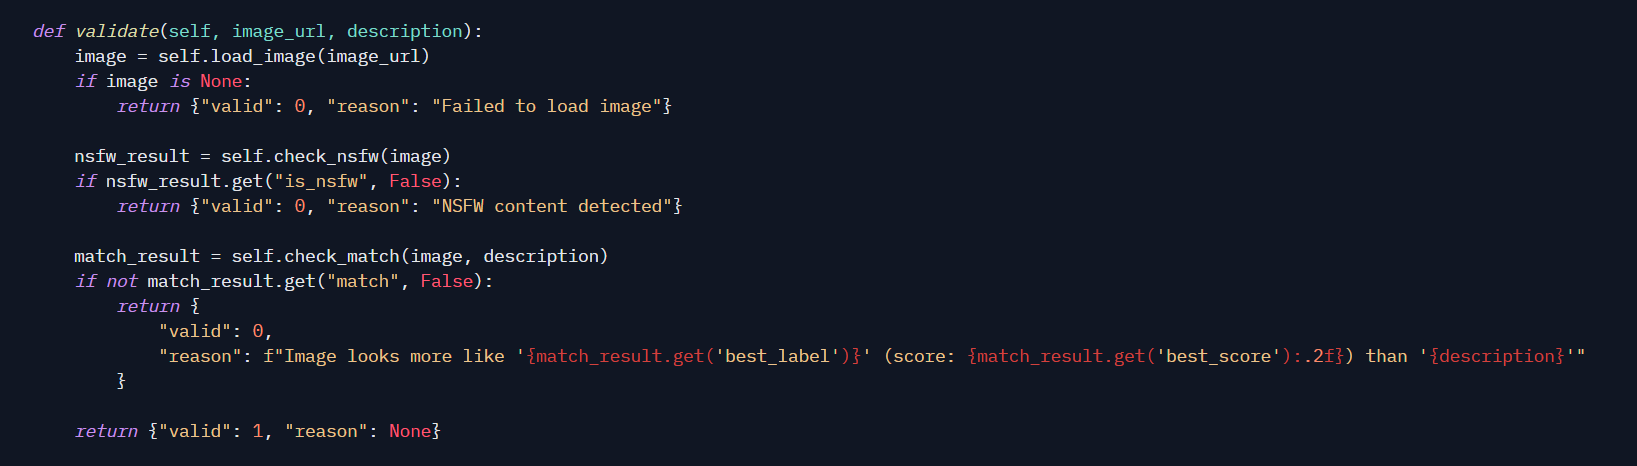 def validate(self, image_url, description):
    image = self.load_image(image_url)
    if image is None:
        return {"valid": 0, "reason": "Failed to load image"}

    nsfw_result = self.check_nsfw(image)
    if nsfw_result.get("is_nsfw", False):
        return {"valid": 0, "reason": "NSFW content detected"}

    match_result = self.check_match(image, description)
    if not match_result.get("match", False):
        return {
            "valid": 0,
            "reason": f"Image looks more like '{match_result.get('best_label')}' (score: {match_result.get('best_score'):.2f}) than '{description}'"
        }

    return {"valid": 1, "reason": None}